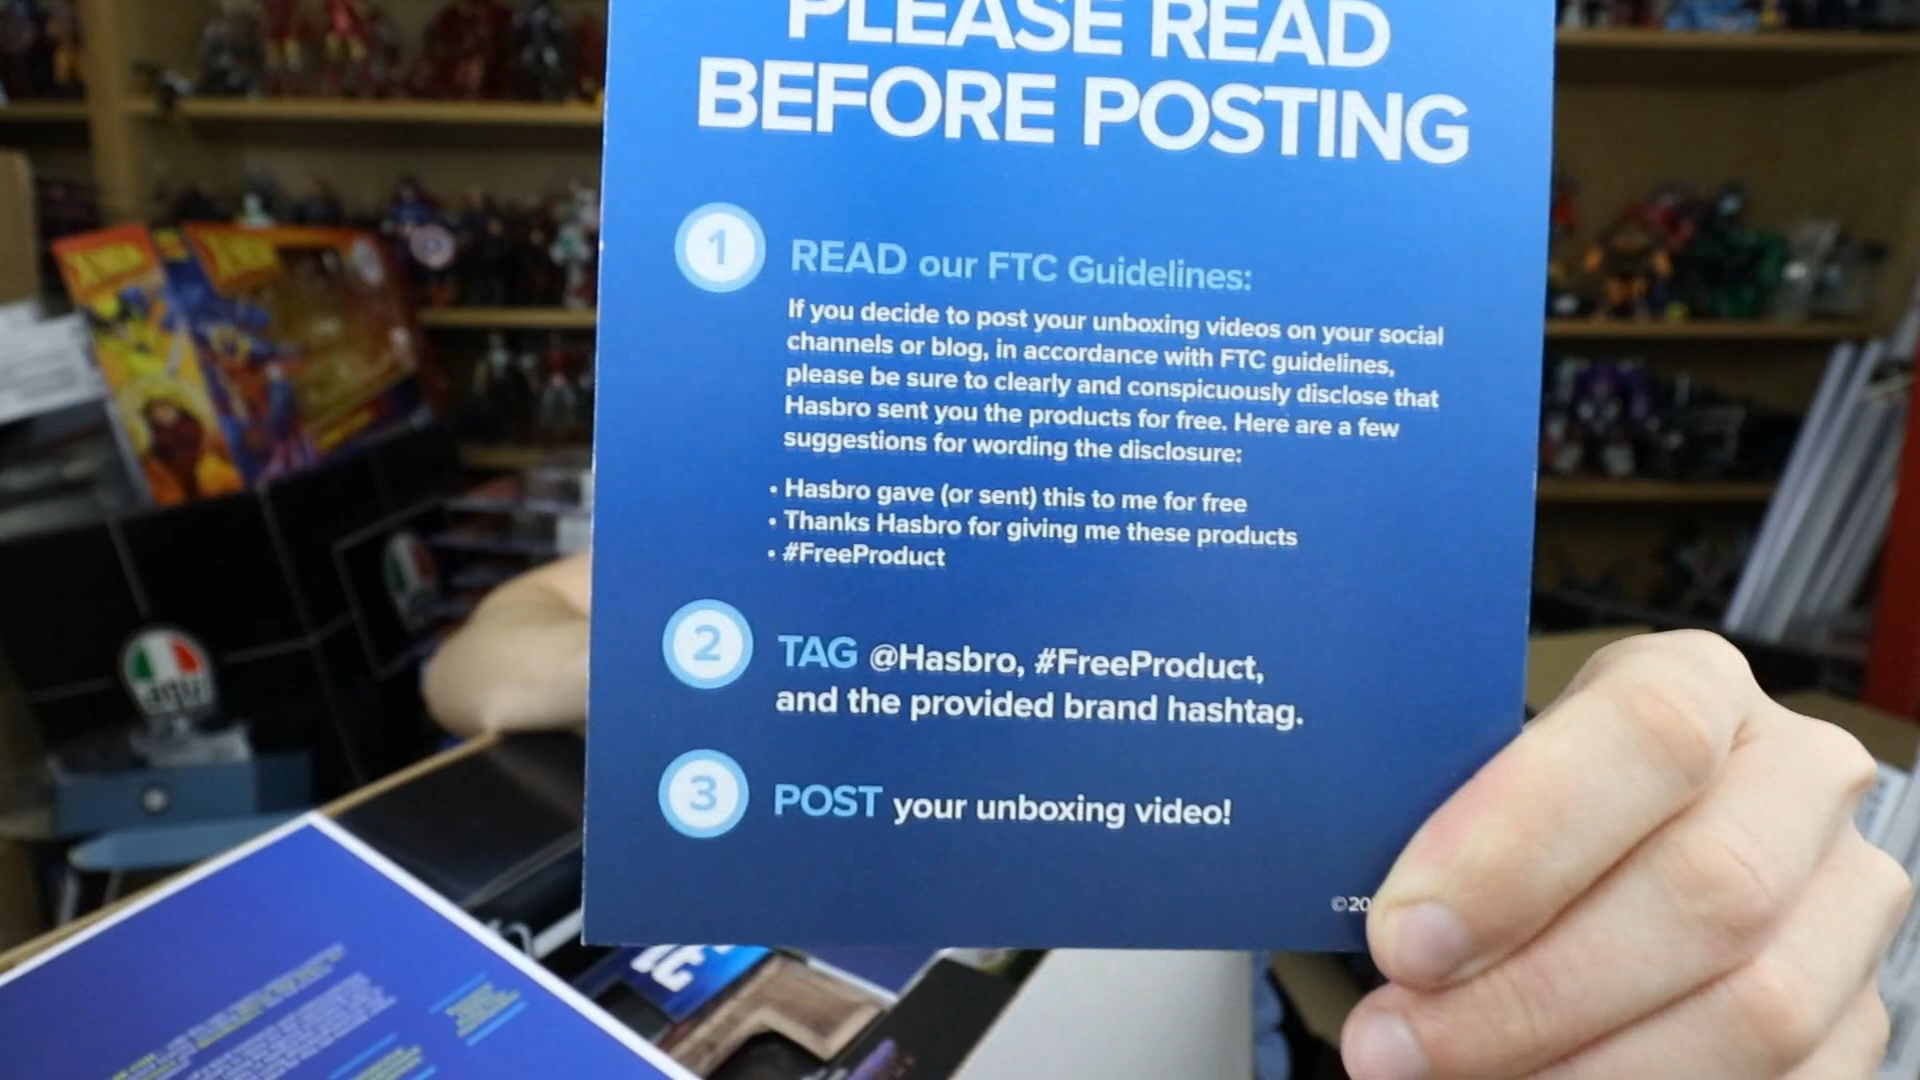 PLEASE READ
BEFORE POSTING
1
READ our FTC Guidelines:
If you decide to post your unboxing videos on your social
channels or blog, in accordance with FTC guidelines,
please be sure to clearly and conspicuously disclose that
Hasbro sent you the products for free. Here are a few
suggestions for wording the disclosure:
• Hasbro gave (or sent) this to me for free
• Thanks Hasbro for giving me these products
• #FreeProduct
2
TAG @Hasbro, #FreeProduct,
and the provided brand hashtag.
3
POST your unboxing video!
©20